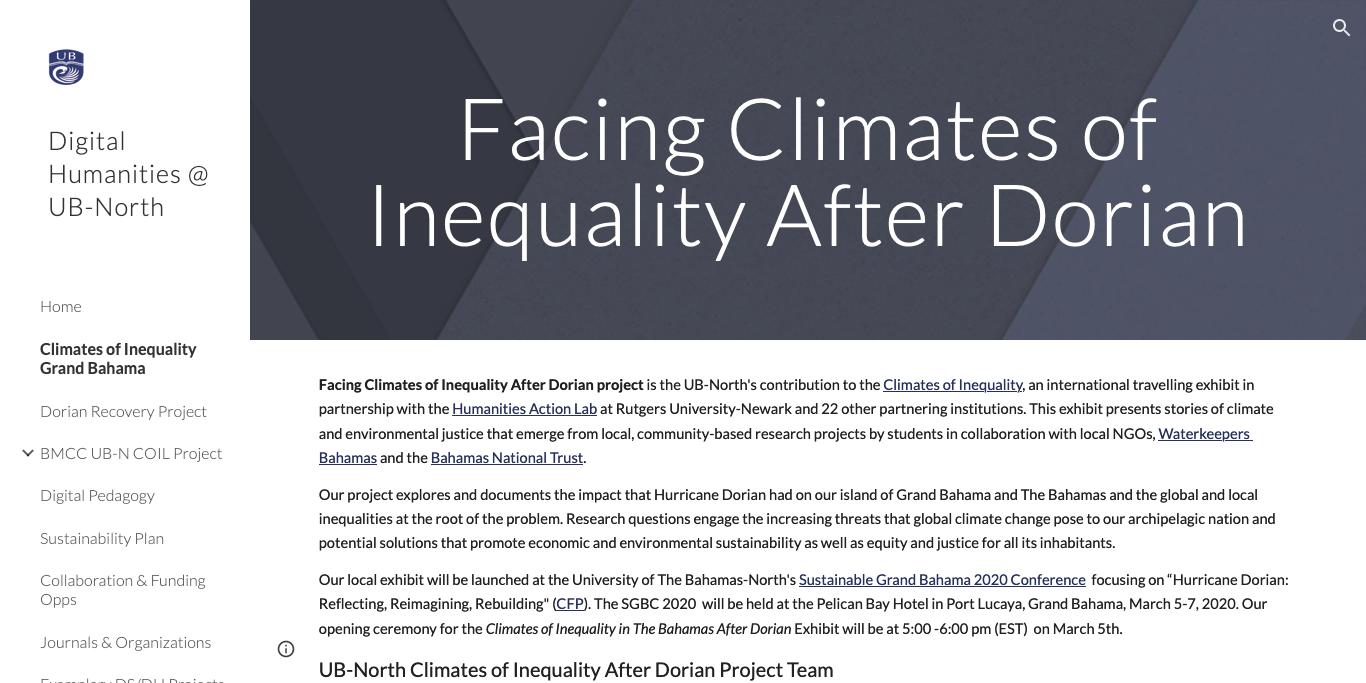 UB
Digital
Humanities @
UB-North
Home
Climates of Inequality
Grand Bahama
Dorian Recovery Project
BMCC UB-N COIL Project
Digital Pedagogy
Sustainability Plan
Collaboration & Funding
Opps
Journals & Organizations
Exemplary DS/DH Projects
Facing Climates of
Inequality After Dorian
Facing Climates of Inequality After Dorian project is the UB-North's contribution to the Climates of Inequality, an international travelling exhibit in
partnership with the Humanities Action Lab at Rutgers University-Newark and 22 other partnering institutions. This exhibit presents stories of climate
and environmental justice that emerge from local, community-based research projects by students in collaboration with local NGOs, Waterkeepers
Bahamas and the Bahamas National Trust.
Our project explores and documents the impact that Hurricane Dorian had on our island of Grand Bahama and The Bahamas and the global and local
inequalities at the root of the problem. Research questions engage the increasing threats that global climate change pose to our archipelagic nation and
potential solutions that promote economic and environmental sustainability as well as equity and justice for all its inhabitants.
Our local exhibit will be launched at the University of The Bahamas-North's Sustainable Grand Bahama 2020 Conference focusing on “Hurricane Dorian:
Reflecting, Reimagining, Rebuilding" (CFP). The SGBC 2020 will be held at the Pelican Bay Hotel in Port Lucaya, Grand Bahama, March 5-7, 2020. Our
opening ceremony for the Climates of Inequality in The Bahamas After Dorian Exhibit will be at 5:00 -6:00 pm (EST) on March 5th.
UB-North Climates of Inequality After Dorian Project Team